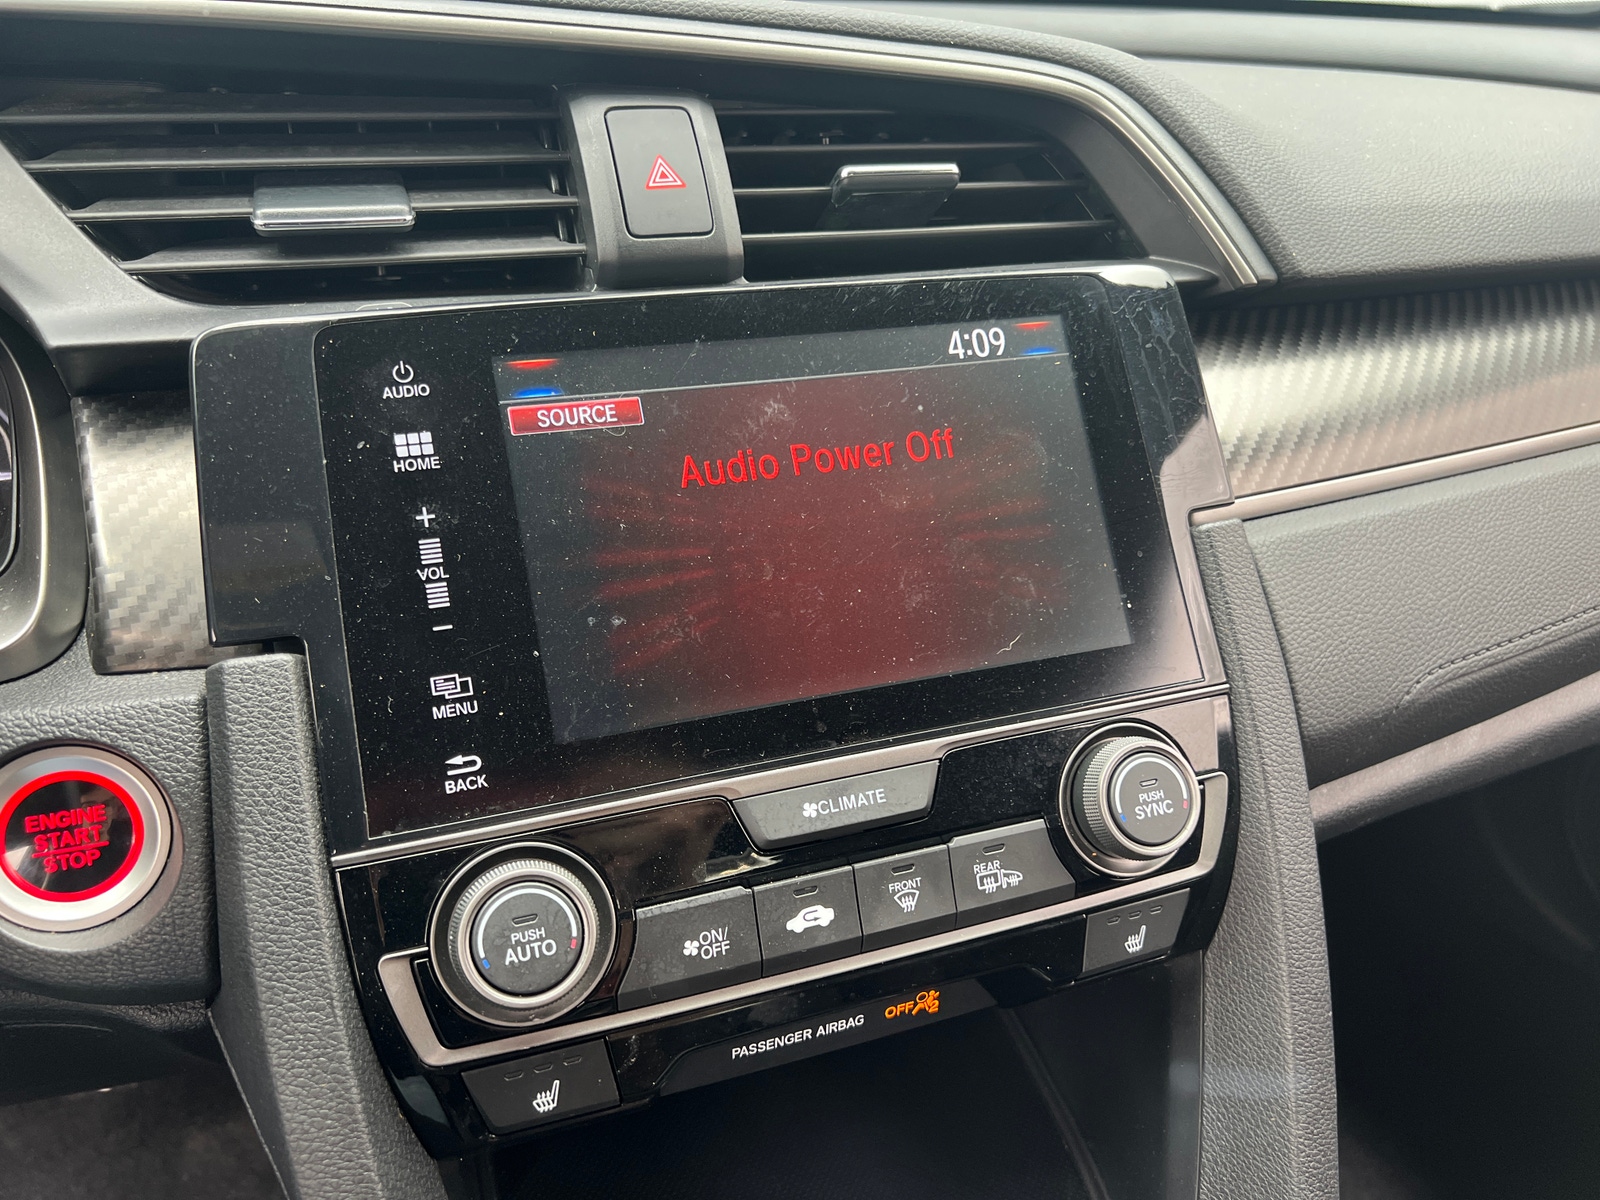 4:09
AUDIO
SOURCE
Audio Power Off
HOME
+
VOL
−
MENU
BACK
ENGINE
START
STOP
CLIMATE
PUSH
SYNC
PUSH
AUTO
ON/
OFF
FRONT
REAR
PASSENGER AIRBAG OFF 2